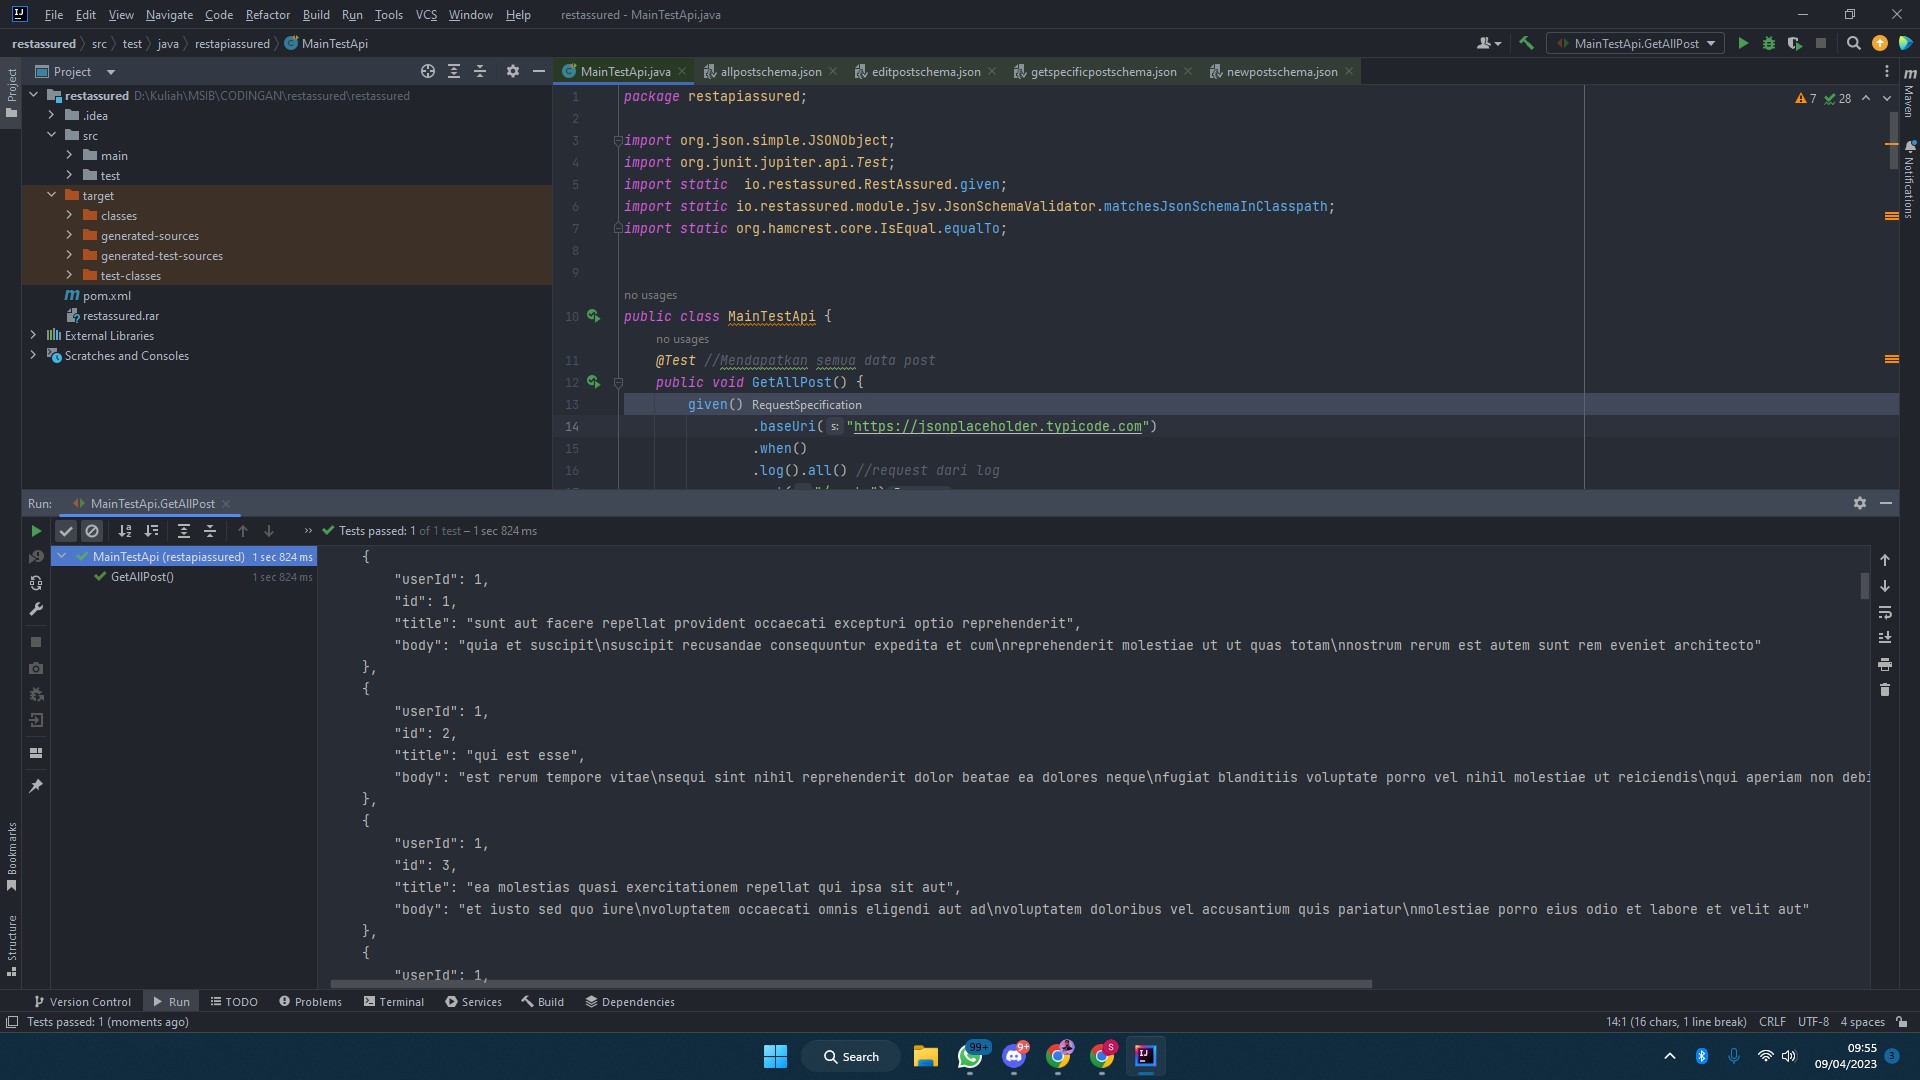 File Edit View Navigate Code Refactor Build Run Tools VCS Window Help restassured - MainTestApi.java
restassured src test java restapiassured MainTestApi MainTestApi.GetAllPost
Project
MainTestApi.java allpostschema.json editpostschema.json getspecificpostschema.json newpostschema.json
Project
restassured D:\Kuliah\MSIB\CODINGAN\restassured\restassured
.idea
src
main
test
target
classes
generated-sources
generated-test-sources
test-classes
pom.xml
restassured.rar
External Libraries
Scratches and Consoles
7 28
1 package restapiassured;
2
3 import org.json.simple.JSONObject;
4 import org.junit.jupiter.api.Test;
5 import static  io.restassured.RestAssured.given;
6 import static io.restassured.module.jsv.JsonSchemaValidator.matchesJsonSchemaInClasspath;
7 import static org.hamcrest.core.IsEqual.equalTo;
8
9
no usages
10 public class MainTestApi {
no usages
11 @Test //Mendapatkan semua data post
12 public void GetAllPost() {
13 given() RequestSpecification
14 .baseUri( s: "https://jsonplaceholder.typicode.com")
15 .when()
16 .log().all() //request dari log
m Maven
Notifications
Run: MainTestApi.GetAllPost
Tests passed: 1 of 1 test – 1 sec 824 ms
MainTestApi (restapiassured) 1 sec 824 ms
GetAllPost() 1 sec 824 ms
{
"userId": 1,
"id": 1,
"title": "sunt aut facere repellat provident occaecati excepturi optio reprehenderit",
"body": "quia et suscipit\nsuscipit recusandae consequuntur expedita et cum\nreprehenderit molestiae ut ut quas totam\nnostrum rerum est autem sunt rem eveniet architecto"
},
{
"userId": 1,
"id": 2,
"title": "qui est esse",
"body": "est rerum tempore vitae\nsequi sint nihil reprehenderit dolor beatae ea dolores neque\nfugiat blanditiis voluptate porro vel nihil molestiae ut reiciendis\nqui aperiam non debi
},
{
"userId": 1,
"id": 3,
"title": "ea molestias quasi exercitationem repellat qui ipsa sit aut",
"body": "et iusto sed quo iure\nvoluptatem occaecati omnis eligendi aut ad\nvoluptatem doloribus vel accusantium quis pariatur\nmolestiae porro eius odio et labore et velit aut"
},
{
"userId": 1,
Bookmarks
Structure
Version Control Run TODO Problems Terminal Services Build Dependencies
Tests passed: 1 (moments ago) 14:1 (16 chars, 1 line break) CRLF UTF-8 4 spaces
Search 99+ 9+ S
09:55
09/04/2023 3